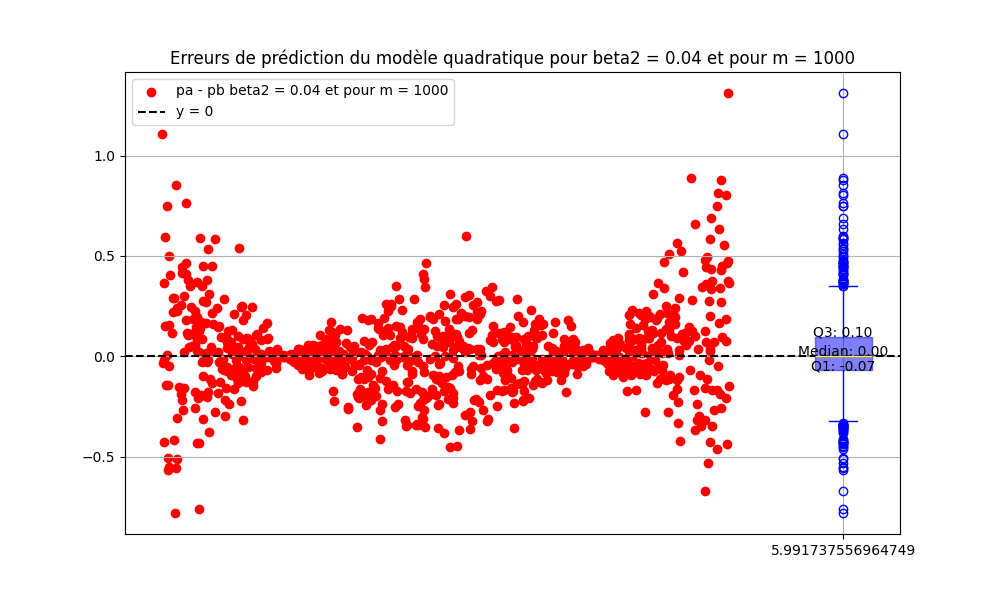 Erreurs de prédiction du modèle quadratique pour beta2 = 0.04 et pour m = 1000
pa - pb beta2 = 0.04 et pour m = 1000
y = 0
1.0
0.5
0.0
−0.5
Q3: 0.10
Median: 0.00
Q1: -0.07
5.991737556964749